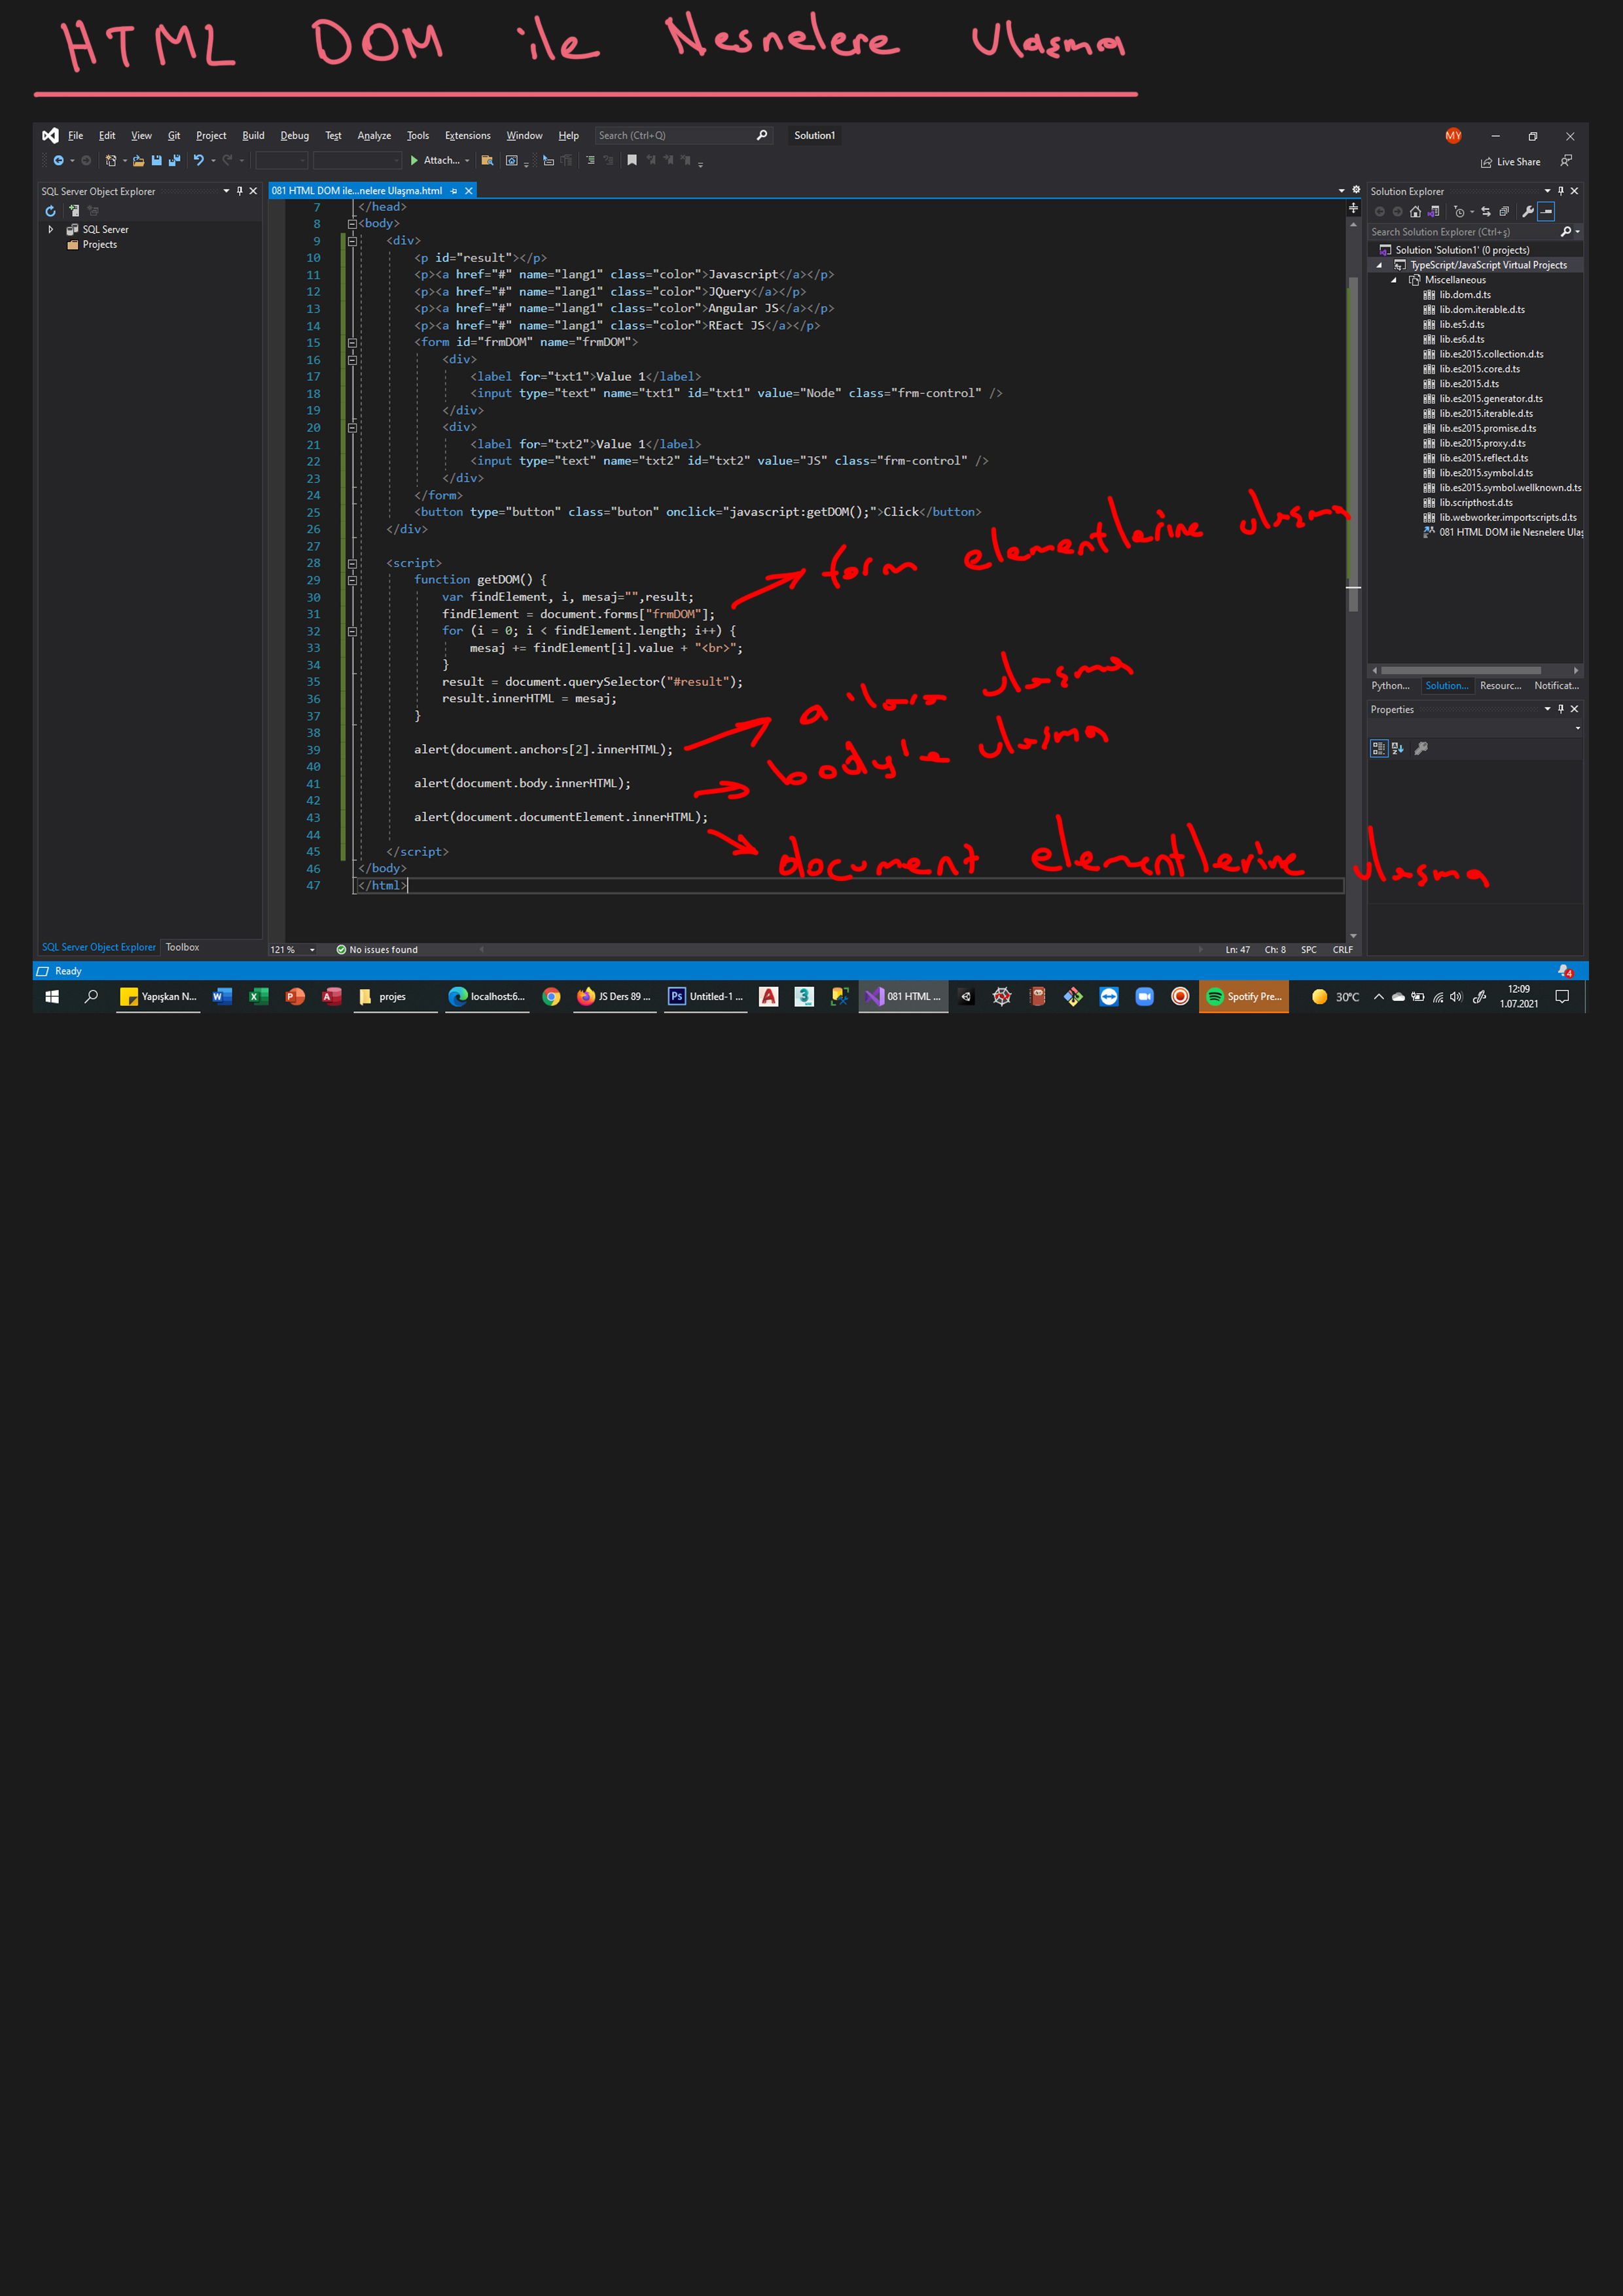 HTML DOM ile Nesnelere Ulaşma
File Edit View Git Project Build Debug Test Analyze Tools Extensions Window Help Search (Ctrl+Q) Solution1 MY
Attach... Live Share
SQL Server Object Explorer
SQL Server
Projects
081 HTML DOM ile...nelere Ulaşma.html
7 </head>
8 <body>
9 <div>
10 <p id="result"></p>
11 <p><a href="#" name="lang1" class="color">Javascript</a></p>
12 <p><a href="#" name="lang1" class="color">JQuery</a></p>
13 <p><a href="#" name="lang1" class="color">Angular JS</a></p>
14 <p><a href="#" name="lang1" class="color">REact JS</a></p>
15 <form id="frmDOM" name="frmDOM">
16 <div>
17 <label for="txt1">Value 1</label>
18 <input type="text" name="txt1" id="txt1" value="Node" class="frm-control" />
19 </div>
20 <div>
21 <label for="txt2">Value 1</label>
22 <input type="text" name="txt2" id="txt2" value="JS" class="frm-control" />
23 </div>
24 </form>
25 <button type="button" class="buton" onclick="javascript:getDOM();">Click</button>
26 </div>
27
28 <script>
29 function getDOM() {
30 var findElement, i, mesaj="",result;
31 findElement = document.forms["frmDOM"];
32 for (i = 0; i < findElement.length; i++) {
33 mesaj += findElement[i].value + "<br>";
34 }
35 result = document.querySelector("#result");
36 result.innerHTML = mesaj;
37 }
38
39 alert(document.anchors[2].innerHTML);
40
41 alert(document.body.innerHTML);
42
43 alert(document.documentElement.innerHTML);
44
45 </script>
46 </body>
47 </html>
form elementlerine ulaşma
a 'lara ulaşma
body'e ulaşma
document elementlerine ulaşma
Solution Explorer
Search Solution Explorer (Ctrl+ş)
Solution 'Solution1' (0 projects)
TypeScript/JavaScript Virtual Projects
Miscellaneous
lib.dom.d.ts
lib.dom.iterable.d.ts
lib.es5.d.ts
lib.es6.d.ts
lib.es2015.collection.d.ts
lib.es2015.core.d.ts
lib.es2015.d.ts
lib.es2015.generator.d.ts
lib.es2015.iterable.d.ts
lib.es2015.promise.d.ts
lib.es2015.proxy.d.ts
lib.es2015.reflect.d.ts
lib.es2015.symbol.d.ts
lib.es2015.symbol.wellknown.d.ts
lib.scripthost.d.ts
lib.webworker.importscripts.d.ts
081 HTML DOM ile Nesnelere Ulaş
Python... Solution... Resourc... Notificat...
Properties
SQL Server Object Explorer Toolbox
121 % No issues found Ln: 47 Ch: 8 SPC CRLF
Ready 4
Yapışkan N... projes localhost:6... JS Ders 89 ... Ps Untitled-1 ... 081 HTML ... Spotify Pre... 30°C 12:09
1.07.2021